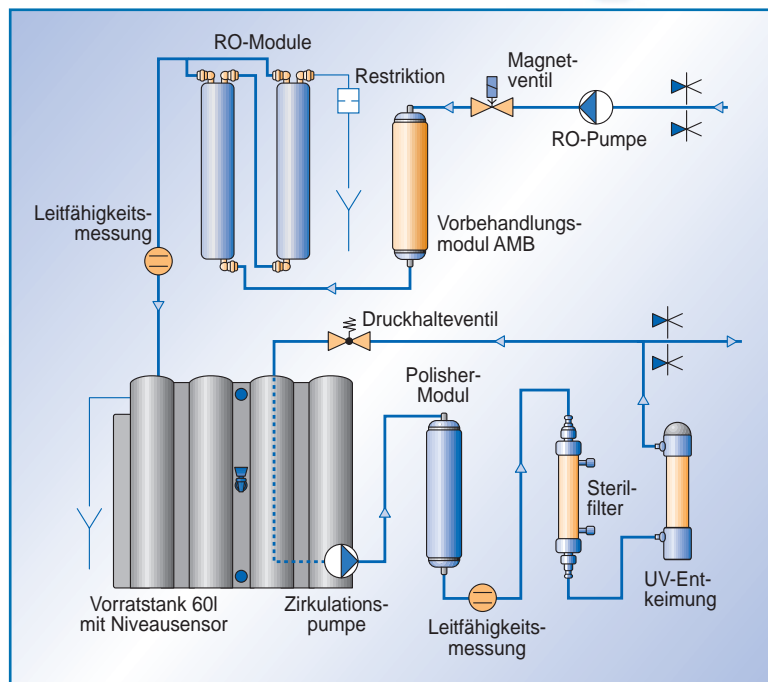 RO-Module
Restriktion
Magnet-
ventil
RO-Pumpe
Leitfähigkeits-
messung
Vorbehandlungs-
modul AMB
Druckhalteventil
Polisher-
Modul
Steril-
filter
UV-Ent-
keimung
Vorratstank 60l
mit Niveausensor
Zirkulations-
pumpe
Leitfähigkeits-
messung